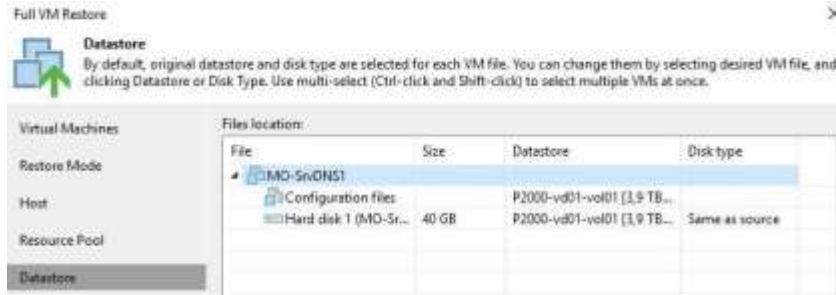 Full VM Restore
Datastore
By default, original datastore and disk type are selected for each VM file. You can change them by selecting desired VM file, and
clicking Datastore or Disk Type. Use multi-select (Ctrl-click and Shift-click) to select multiple VMs at once.
Virtual Machines
Restore Mode
Host
Resource Pool
Datastore
Files location:
File Size Datastore Disk type
MO-SrvDNS1
Configuration files P2000-vd01-vol01 [3,9 TB...
Hard disk 1 (MO-Sr... 40 GB P2000-vd01-vol01 [3,9 TB... Same as source